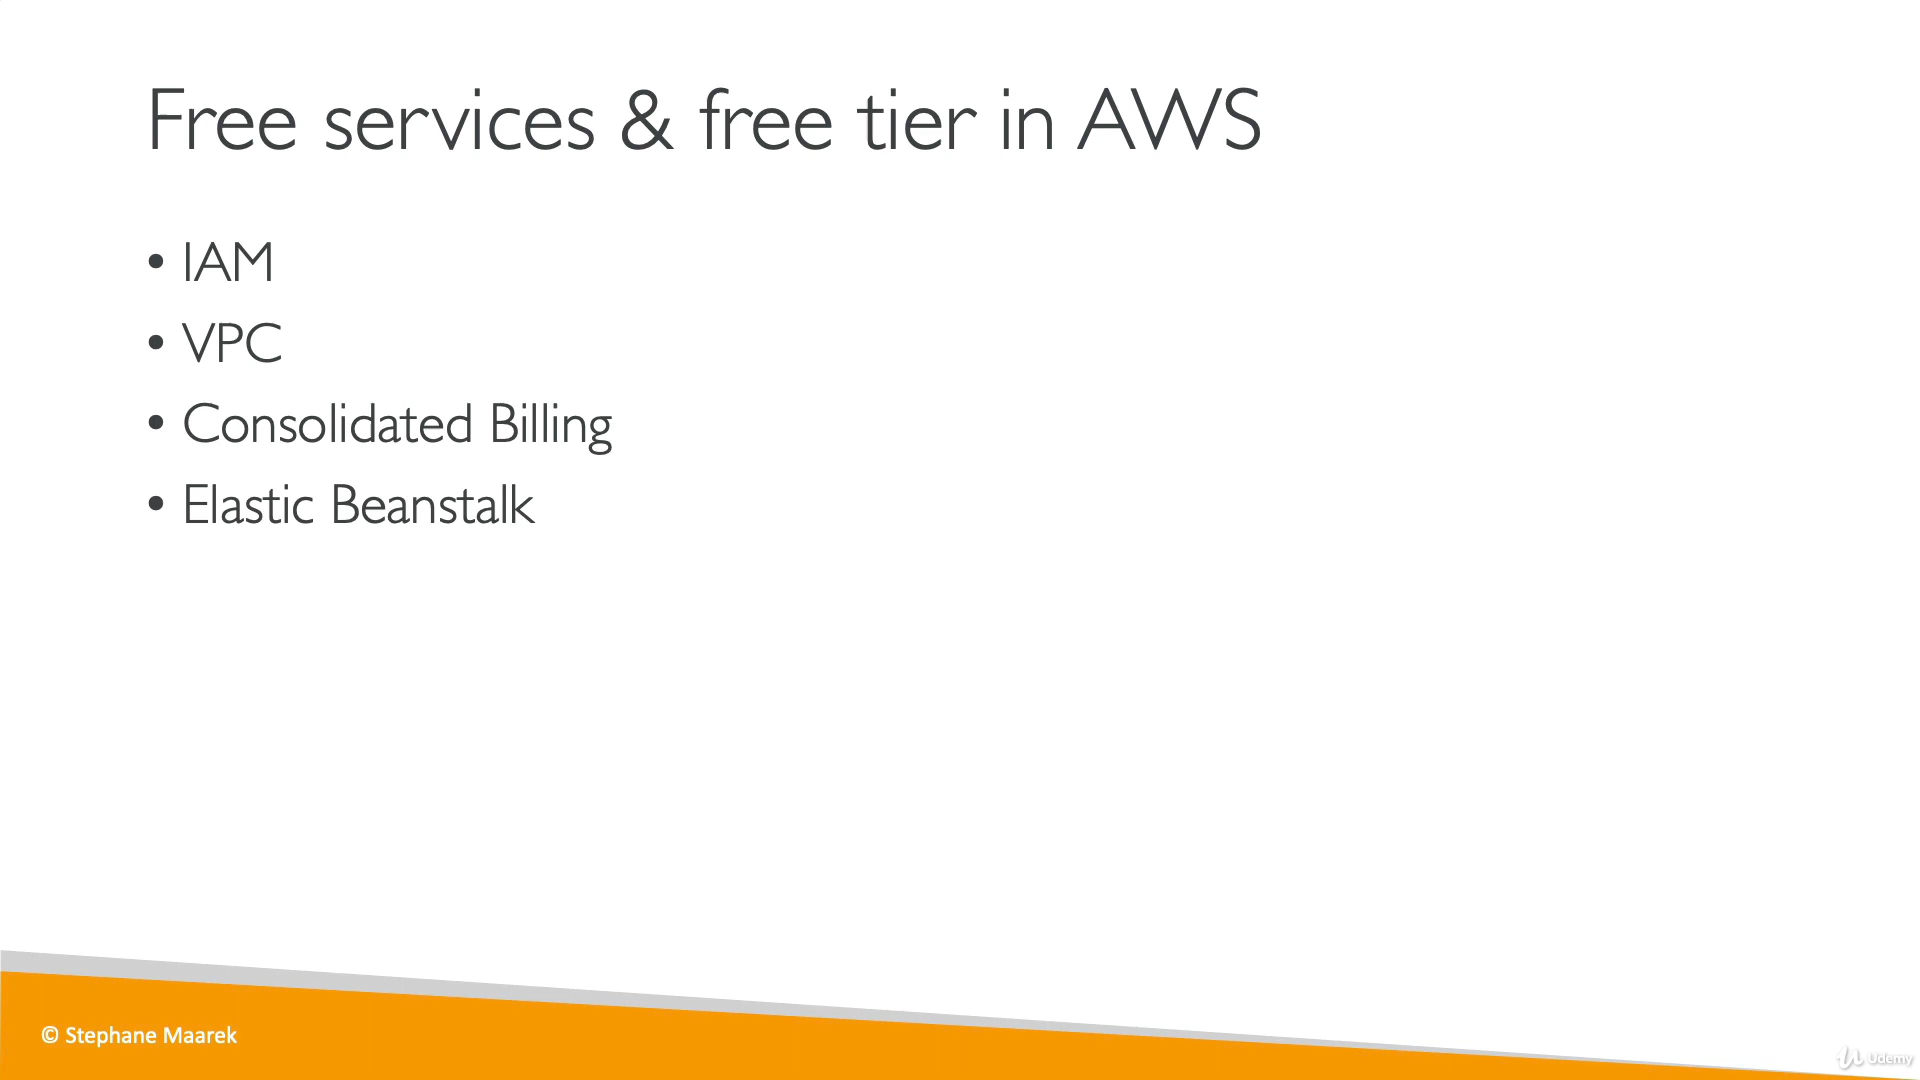 Free services & free tier in AWS
• IAM
• VPC
• Consolidated Billing
• Elastic Beanstalk
© Stephane Maarek
Udemy